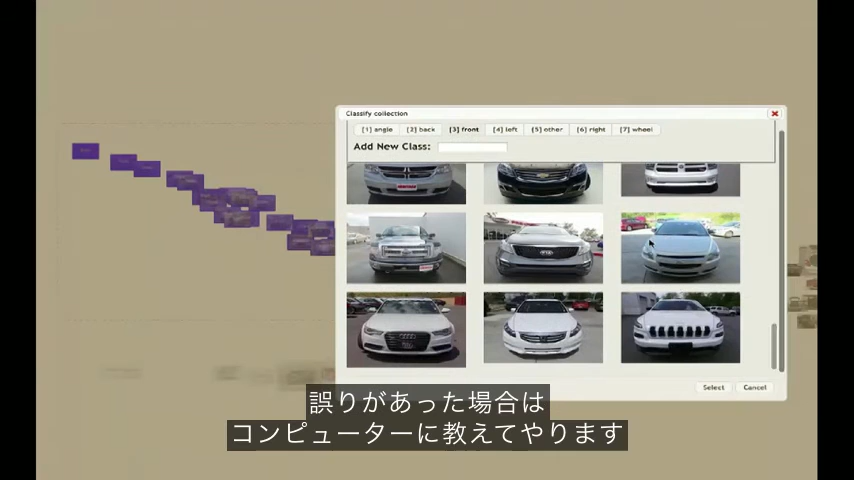 Classify collection
[1] angle [2] back [3] front [4] left [5] other [6] right [7] wheel
Add New Class:
Select Cancel
誤りがあった場合は
コンピューターに教えてやります